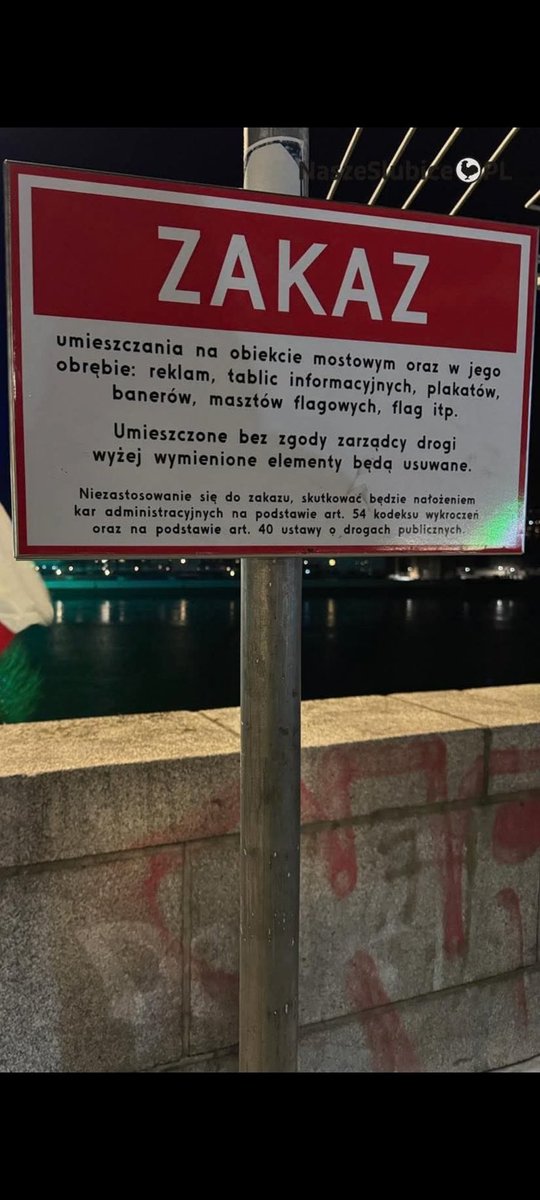 NaszeSlubice.PL
ZAKAZ
umieszczania na obiekcie mostowym oraz w jego
obrębie: reklam, tablic informacyjnych, plakatów,
banerów, masztów flagowych, flag itp.
Umieszczone bez zgody zarządcy drogi
wyżej wymienione elementy będą usuwane.
Niezastosowanie się do zakazu, skutkować będzie nałożeniem
kar administracyjnych na podstawie art. 54 kodeksu wykroczeń
oraz na podstawie art. 40 ustawy o drogach publicznych.